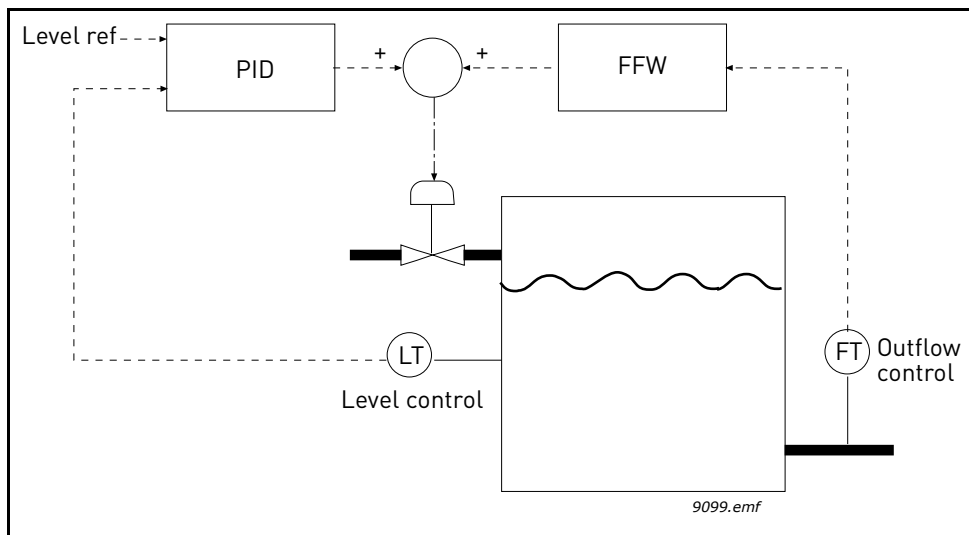 Level ref
PID
+
+
FFW
LT
Level control
FT
Outflow
control
9099.emf